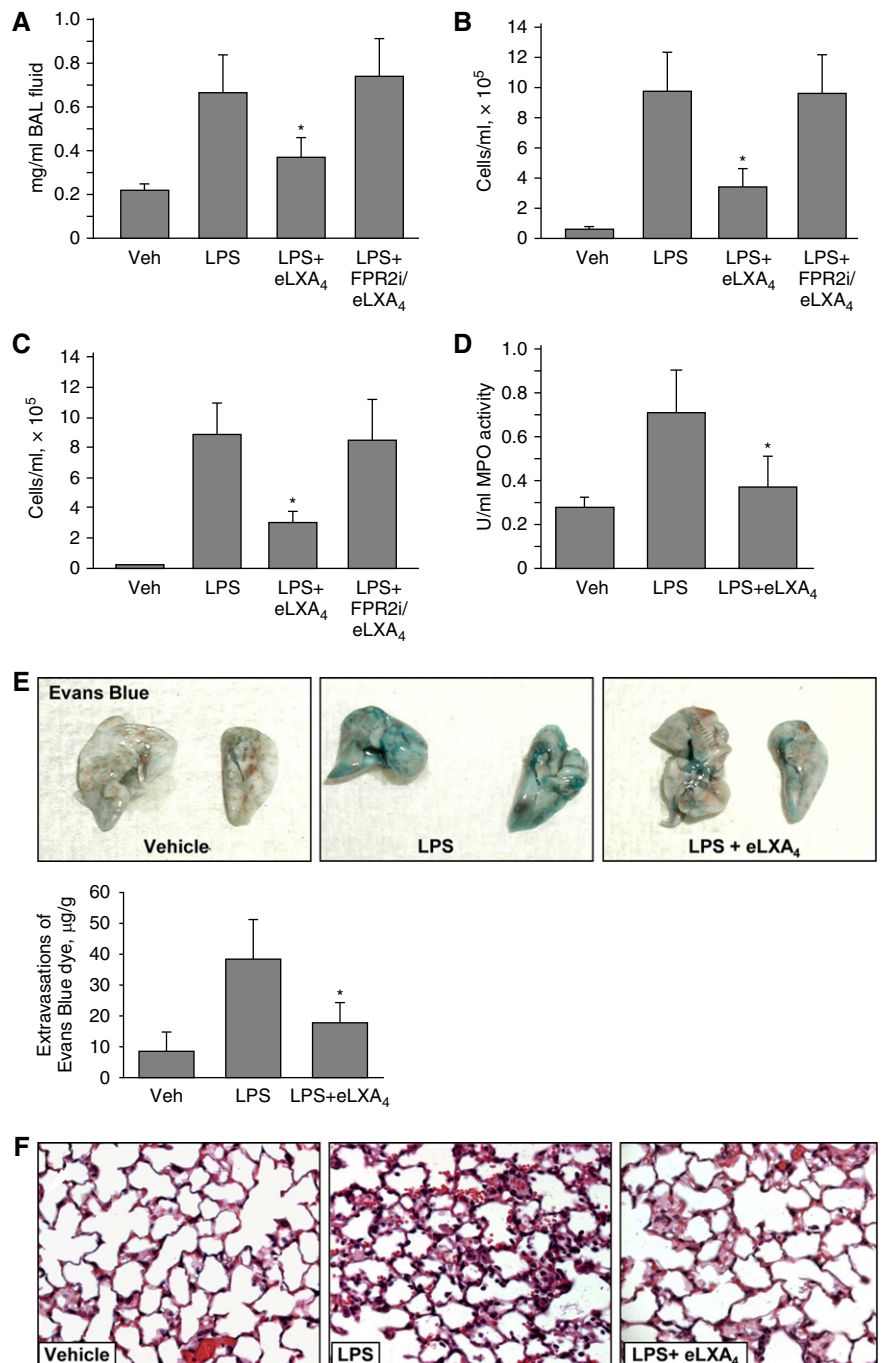 A
mg/ml BAL fluid
1.0
0.8
0.6
0.4
0.2
0
*
Veh
LPS
LPS+
eLXA₄
LPS+
FPR2i/
eLXA₄
B
Cells/ml, × 10⁵
14
12
10
8
6
4
2
0
*
Veh
LPS
LPS+
eLXA₄
LPS+
FPR2i/
eLXA₄
C
Cells/ml, × 10⁵
14
12
10
8
6
4
2
0
*
Veh
LPS
LPS+
eLXA₄
LPS+
FPR2i/
eLXA₄
D
U/ml MPO activity
1.0
0.8
0.6
0.4
0.2
0
*
Veh
LPS
LPS+eLXA₄
E
Evans Blue
Vehicle
LPS
LPS + eLXA₄
Extravasations of
Evans Blue dye, μg/g
60
50
40
30
20
10
0
*
Veh
LPS
LPS+eLXA₄
F
Vehicle
LPS
LPS+ eLXA₄